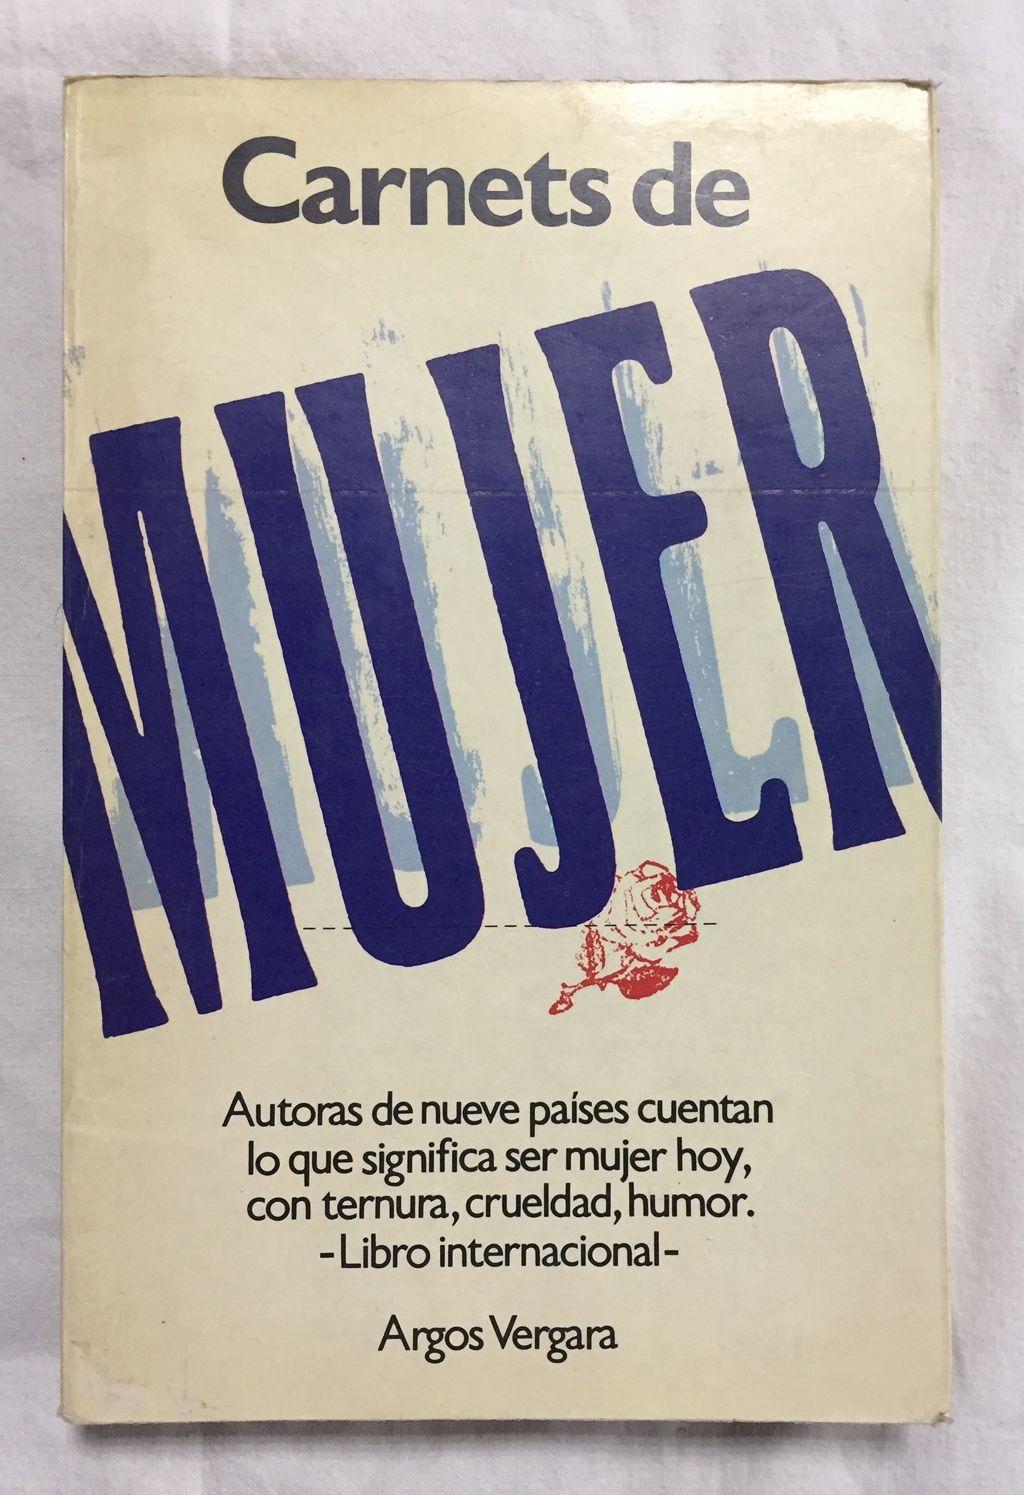 Carnets de
MUJER
Autoras de nueve países cuentan
lo que significa ser mujer hoy,
con ternura, crueldad, humor.
-Libro internacional-
Argos Vergara